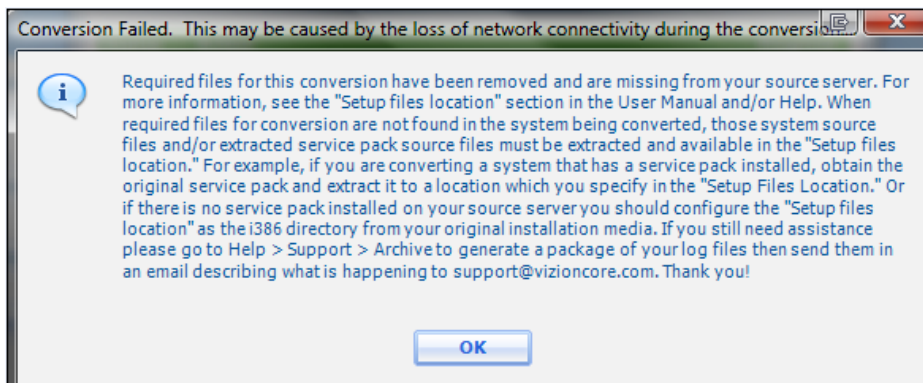 Conversion Failed. This may be caused by the loss of network connectivity during the conversi
Required files for this conversion have been removed and are missing from your source server. For
more information, see the "Setup files location" section in the User Manual and/or Help. When
required files for conversion are not found in the system being converted, those system source
files and/or extracted service pack source files must be extracted and available in the "Setup files
location." For example, if you are converting a system that has a service pack installed, obtain the
original service pack and extract it to a location which you specify in the "Setup Files Location." Or
if there is no service pack installed on your source server you should configure the "Setup files
location" as the i386 directory from your original installation media. If you still need assistance
please go to Help > Support > Archive to generate a package of your log files then send them in
an email describing what is happening to support@vizioncore.com. Thank you!
OK